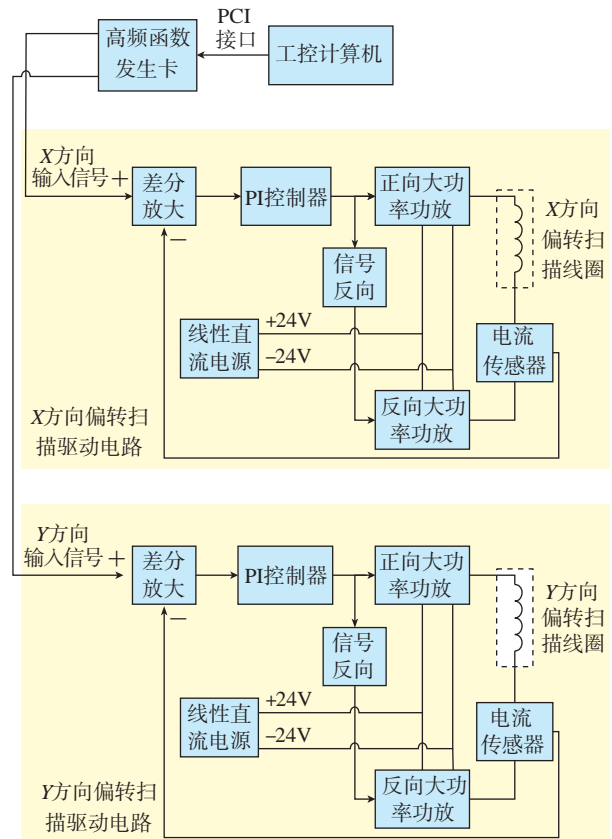 高频函数
发生卡
PCI
接口
工控计算机
X方向
输入信号+
差分
放大
−
PI控制器
正向大功
率功放
X方向
偏转扫
描线圈
信号
反向
线性直
流电源
+24V
−24V
电流
传感器
反向大功
率功放
X方向偏转扫
描驱动电路
Y方向
输入信号+
差分
放大
−
PI控制器
正向大功
率功放
Y方向
偏转扫
描线圈
信号
反向
线性直
流电源
+24V
−24V
电流
传感器
反向大功
率功放
Y方向偏转扫
描驱动电路